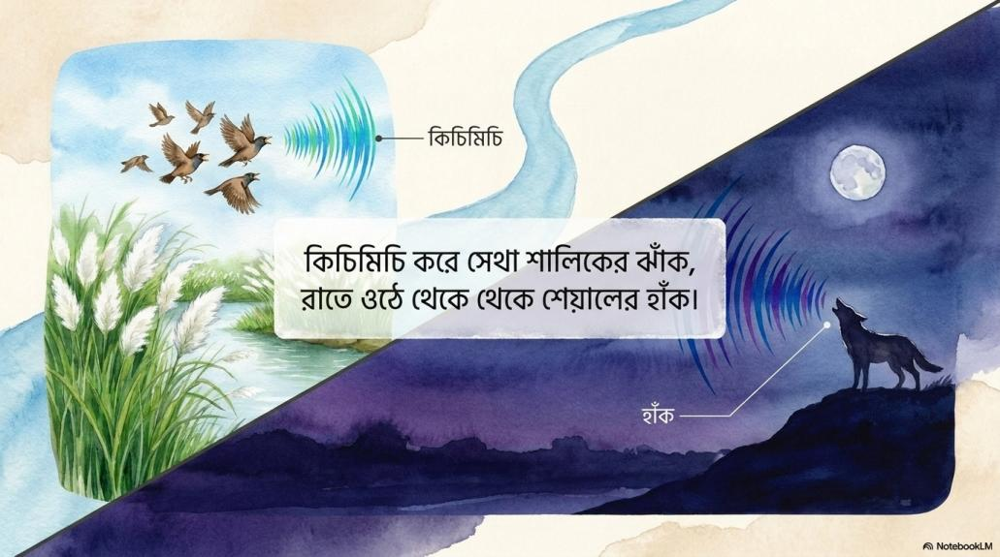 কিচিমিচি
কিচিমিচি করে সেথা শালিকের ঝাঁক,
রাতে ওঠে থেকে থেকে শেয়ালের হাঁক।
হাঁক
NotebookLM